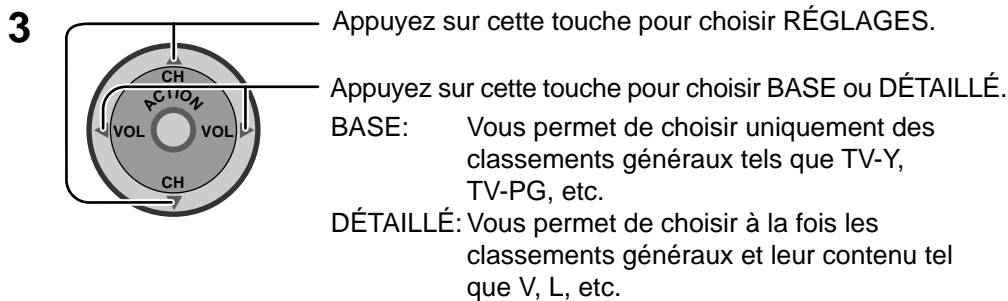 3
Appuyez sur cette touche pour choisir RÉGLAGES.
CH
ACTION
VOL
VOL
CH
Appuyez sur cette touche pour choisir BASE ou DÉTAILLÉ.
BASE: Vous permet de choisir uniquement des
classements généraux tels que TV-Y,
TV-PG, etc.
DÉTAILLÉ: Vous permet de choisir à la fois les
classements généraux et leur contenu tel
que V, L, etc.